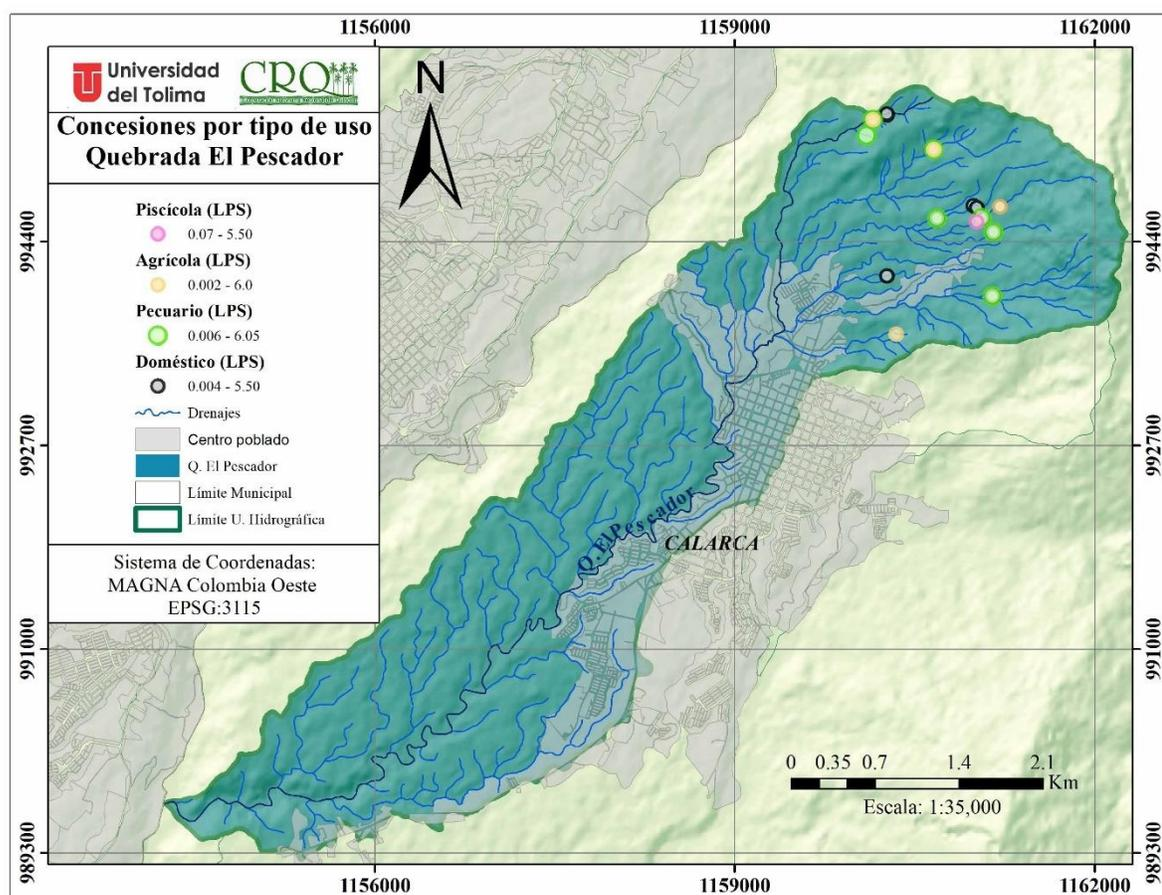 1156000
1159000
1162000
Universidad
del Tolima
CRQ
Concesiones por tipo de uso
Quebrada El Pescador
N
Piscícola (LPS)
0.07 - 5.50
Agrícola (LPS)
0.002 - 6.0
Pecuario (LPS)
0.006 - 6.05
Doméstico (LPS)
0.004 - 5.50
Drenajes
Centro poblado
Q. El Pescador
Límite Municipal
Límite U. Hidrográfica
Sistema de Coordenadas:
MAGNA Colombia Oeste
EPSG:3115
994400
992700
991000
989300
994400
992700
991000
989300
Q. El Pescador
CALARCA
0 0.35 0.7 1.4 2.1
Km
Escala: 1:35,000
1156000
1159000
1162000